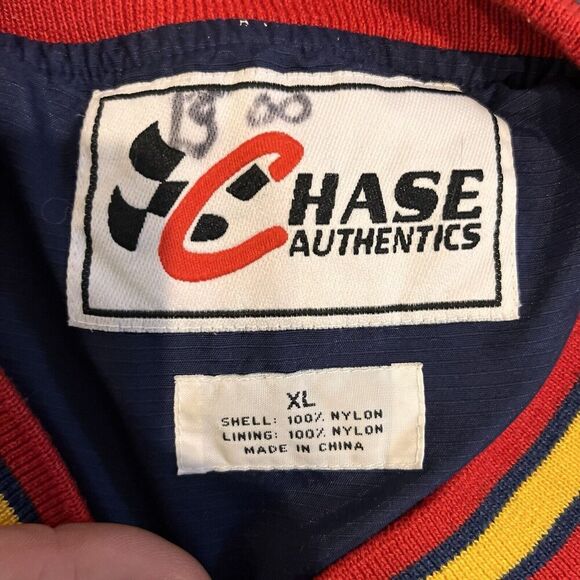 CHASE
AUTHENTICS
XL
SHELL: 100% NYLON
LINING: 100% NYLON
MADE IN CHINA